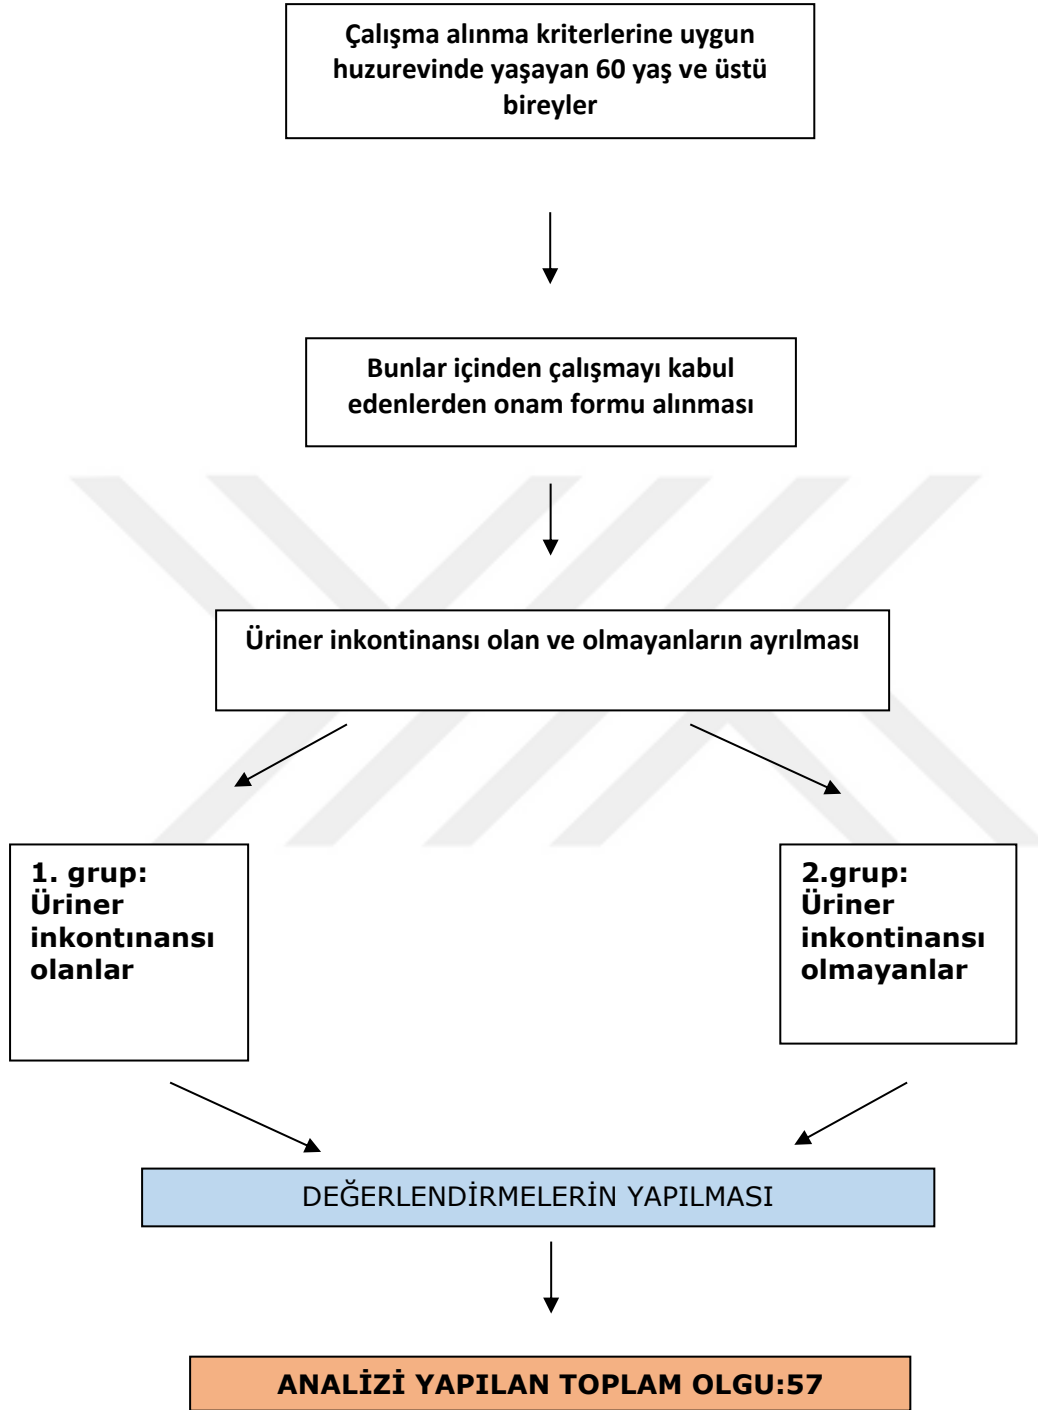 Çalışma alınma kriterlerine uygun
huzurevinde yaşayan 60 yaş ve üstü
bireyler
Bunlar içinden çalışmayı kabul
edenlerden onam formu alınması
Üriner inkontinansı olan ve olmayanların ayrılması
1. grup:
Üriner
inkontınansı
olanlar
2.grup:
Üriner
inkontinansı
olmayanlar
DEĞERLENDİRMELERİN YAPILMASI
ANALİZİ YAPILAN TOPLAM OLGU:57